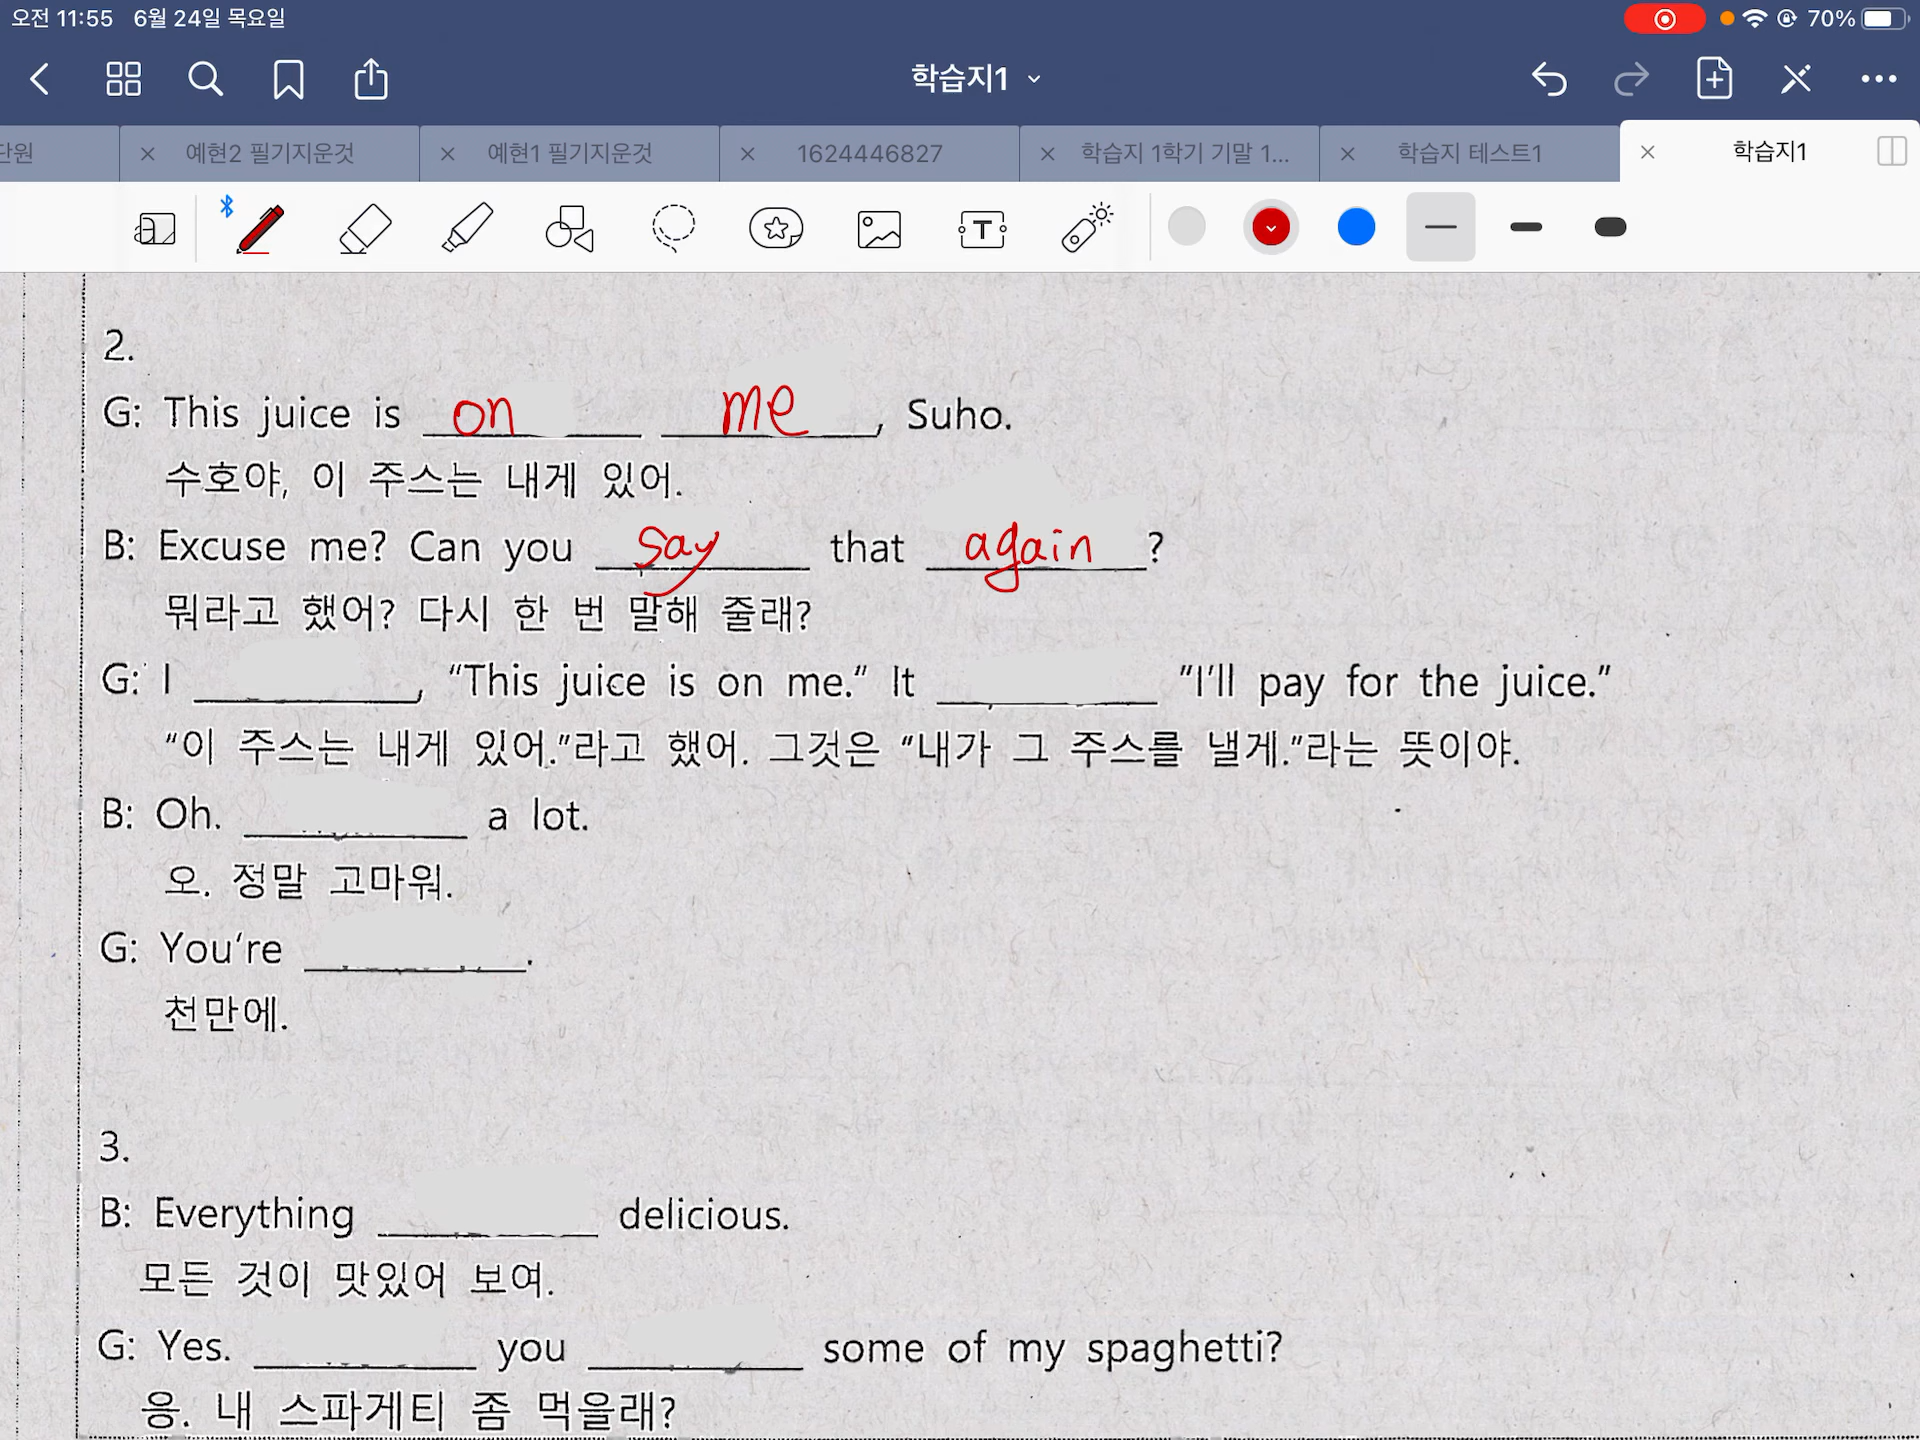 오전 11:55 6월 24일 목요일 70%
학습지1
단원 예현2 필기지운것 예현1 필기지운것 1624446827 학습지 1학기 기말 1... 학습지 테스트1 학습지1
2.
G: This juice is on me, Suho.
수호야, 이 주스는 내게 있어.
B: Excuse me? Can you say that again?
뭐라고 했어? 다시 한 번 말해 줄래?
G: I ________, “This juice is on me.” It ________ “I’ll pay for the juice.”
“이 주스는 내게 있어.”라고 했어. 그것은 “내가 그 주스를 낼게.”라는 뜻이야.
B: Oh. ________ a lot.
오. 정말 고마워.
G: You’re ________.
천만에.
3.
B: Everything ________ delicious.
모든 것이 맛있어 보여.
G: Yes. ________ you ________ some of my spaghetti?
응. 내 스파게티 좀 먹을래?